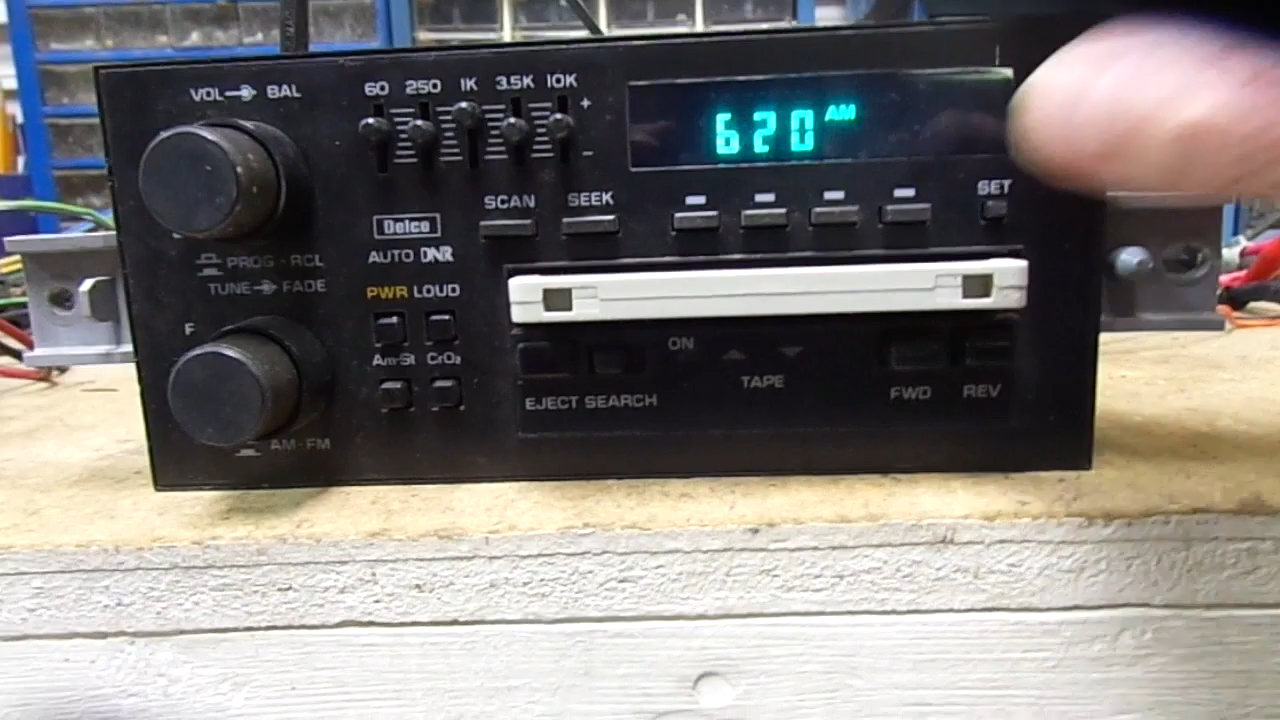 VOL BAL
60 250 1K 3.5K 10K
+
-
620 AM
SCAN SEEK
SET
Delco
AUTO DNR
PROG - RCL
TUNE FADE
PWR LOUD
Am-St CrO₂
ON
TAPE
EJECT SEARCH
FWD REV
AM-FM